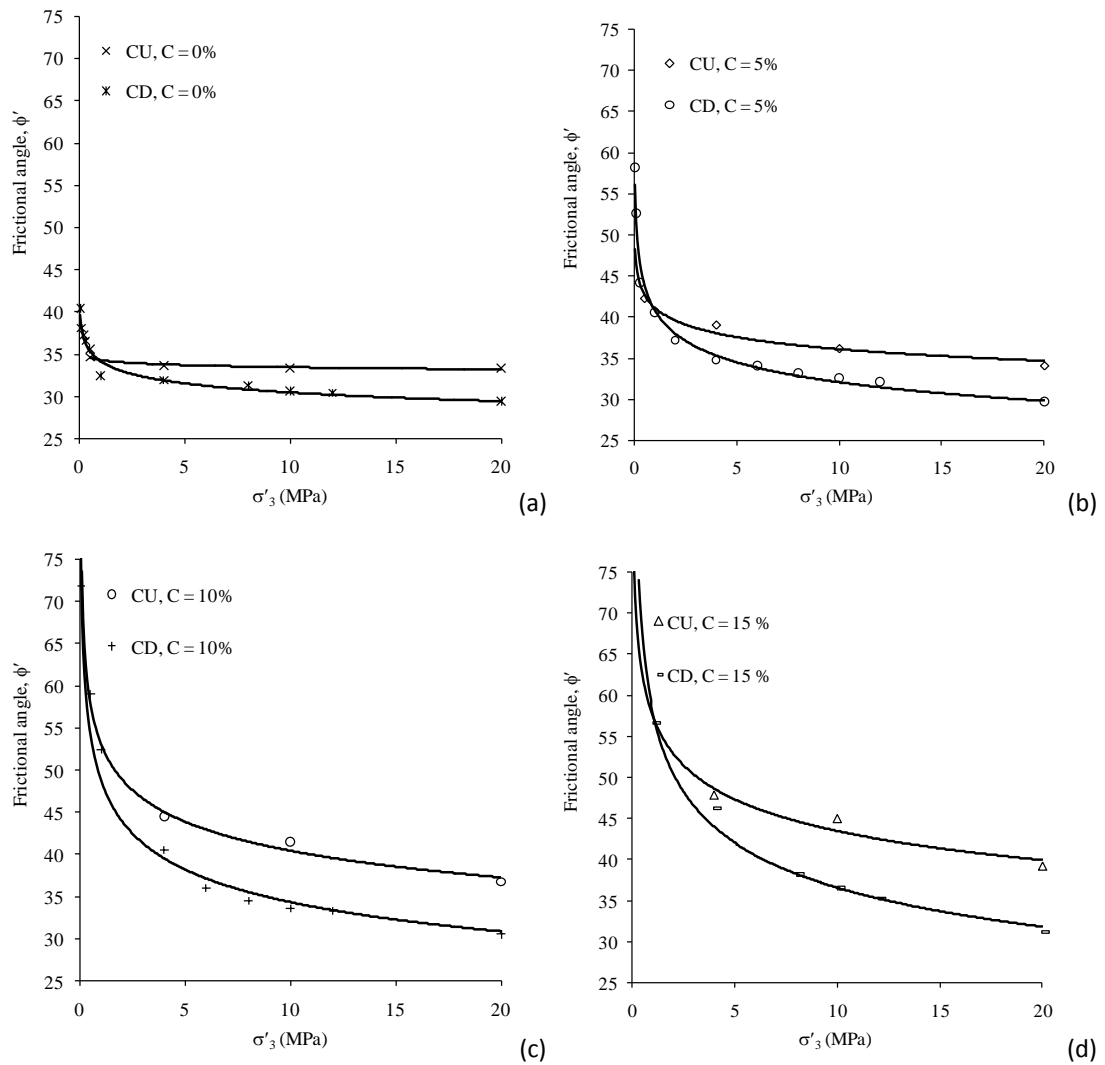 75
70
65
60
55
50
45
40
35
30
25
Frictional angle, ϕ′
CU, C = 0%
CD, C = 0%
0 5 10 15 20
σ′3 (MPa)
(a)
75
70
65
60
55
50
45
40
35
30
25
Frictional angle, ϕ′
CU, C = 5%
CD, C = 5%
0 5 10 15 20
σ′3 (MPa)
(b)
75
70
65
60
55
50
45
40
35
30
25
Frictional angle, ϕ′
CU, C = 10%
CD, C = 10%
0 5 10 15 20
σ′3 (MPa)
(c)
75
70
65
60
55
50
45
40
35
30
25
Frictional angle, ϕ′
CU, C = 15 %
CD, C = 15 %
0 5 10 15 20
σ′3 (MPa)
(d)